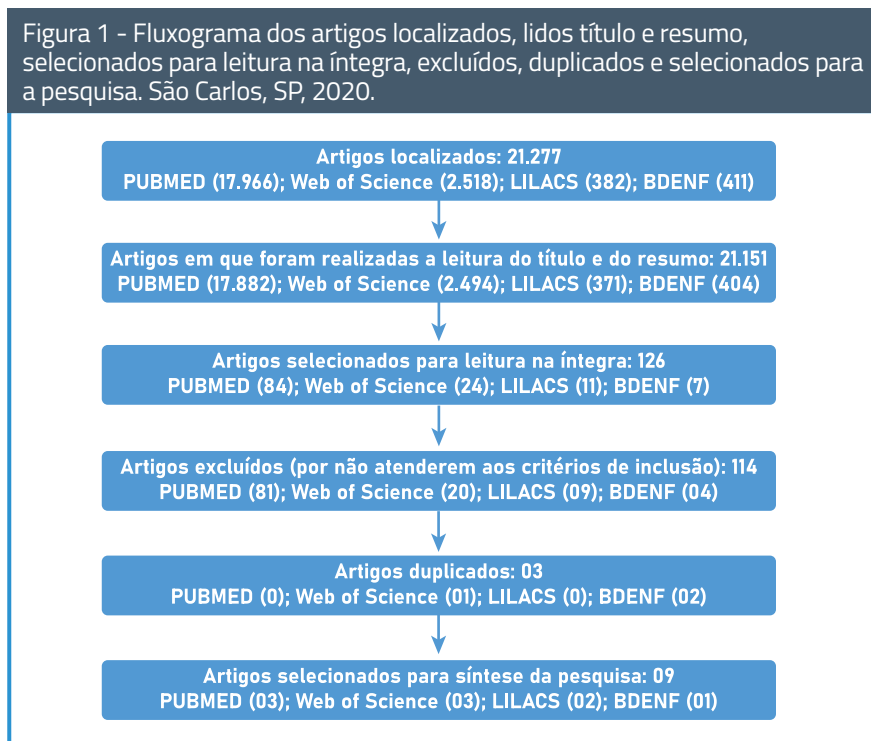 Figura 1 - Fluxograma dos artigos localizados, lidos título e resumo,
selecionados para leitura na íntegra, excluídos, duplicados e selecionados para
a pesquisa. São Carlos, SP, 2020.
Artigos localizados: 21.277
PUBMED (17.966); Web of Science (2.518); LILACS (382); BDENF (411)
Artigos em que foram realizadas a leitura do título e do resumo: 21.151
PUBMED (17.882); Web of Science (2.494); LILACS (371); BDENF (404)
Artigos selecionados para leitura na íntegra: 126
PUBMED (84); Web of Science (24); LILACS (11); BDENF (7)
Artigos excluídos (por não atenderem aos critérios de inclusão): 114
PUBMED (81); Web of Science (20); LILACS (09); BDENF (04)
Artigos duplicados: 03
PUBMED (0); Web of Science (01); LILACS (0); BDENF (02)
Artigos selecionados para síntese da pesquisa: 09
PUBMED (03); Web of Science (03); LILACS (02); BDENF (01)